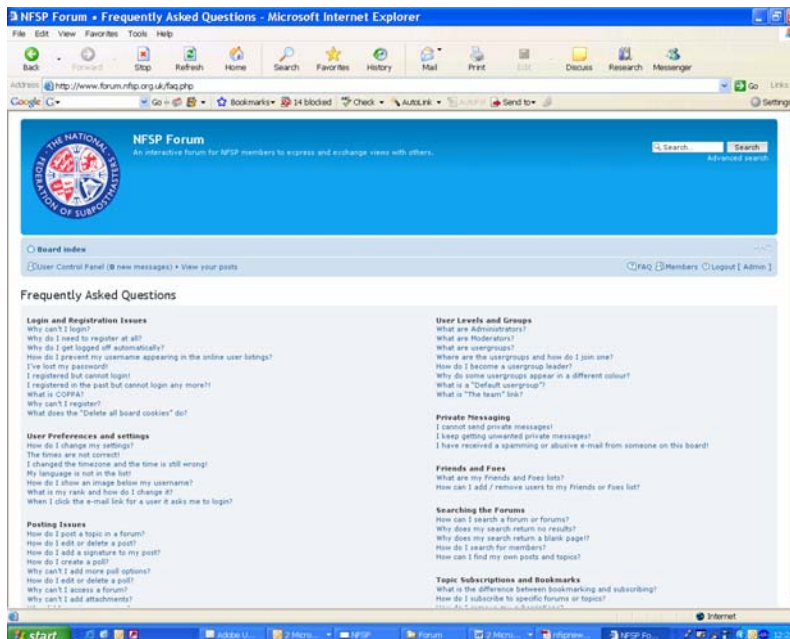 NFSP Forum • Frequently Asked Questions - Microsoft Internet Explorer
File Edit View Favorites Tools Help
Back Forward Stop Refresh Home Search Favorites History Mail Print Edit Discuss Research Messenger
Address http://www.forum.nfsp.org.uk/faq.php Go Links
Google G Go Bookmarks 14 blocked Check AutoLink Send to Settings
THE NATIONAL FEDERATION OF SUBPOSTMASTERS
NFSP Forum
An interactive forum for NFSP members to express and exchange views with others.
Search... Search
Advanced search
Board index
User Control Panel (0 new messages) • View your posts
FAQ Members Logout [ Admin ]
Frequently Asked Questions
Login and Registration Issues
Why can't I login?
Why do I need to register at all?
Why do I get logged off automatically?
How do I prevent my username appearing in the online user listings?
I've lost my password!
I registered but cannot login!
I registered in the past but cannot login any more?!
What is COPPA?
Why can't I register?
What does the "Delete all board cookies" do?
User Preferences and settings
How do I change my settings?
The times are not correct!
I changed the timezone and the time is still wrong!
My language is not in the list!
How do I show an image below my username?
What is my rank and how do I change it?
When I click the e-mail link for a user it asks me to login?
Posting Issues
How do I post a topic in a forum?
How do I edit or delete a post?
How do I add a signature to my post?
How do I create a poll?
Why can't I add more poll options?
How do I edit or delete a poll?
Why can't I access a forum?
Why can't I add attachments?
User Levels and Groups
What are Administrators?
What are Moderators?
What are usergroups?
Where are the usergroups and how do I join one?
How do I become a usergroup leader?
Why do some usergroups appear in a different colour?
What is a "Default usergroup"?
What is "The team" link?
Private Messaging
I cannot send private messages!
I keep getting unwanted private messages!
I have received a spamming or abusive e-mail from someone on this board!
Friends and Foes
What are my Friends and Foes lists?
How can I add / remove users to my Friends or Foes list?
Searching the Forums
How can I search a forum or forums?
Why does my search return no results?
Why does my search return a blank page!?
How do I search for members?
How can I find my own posts and topics?
Topic Subscriptions and Bookmarks
What is the difference between bookmarking and subscribing?
How do I subscribe to specific forums or topics?
Internet
start Adobe U... 2 Micro... NFSP Forum 2 Micro... NFSP Fo...